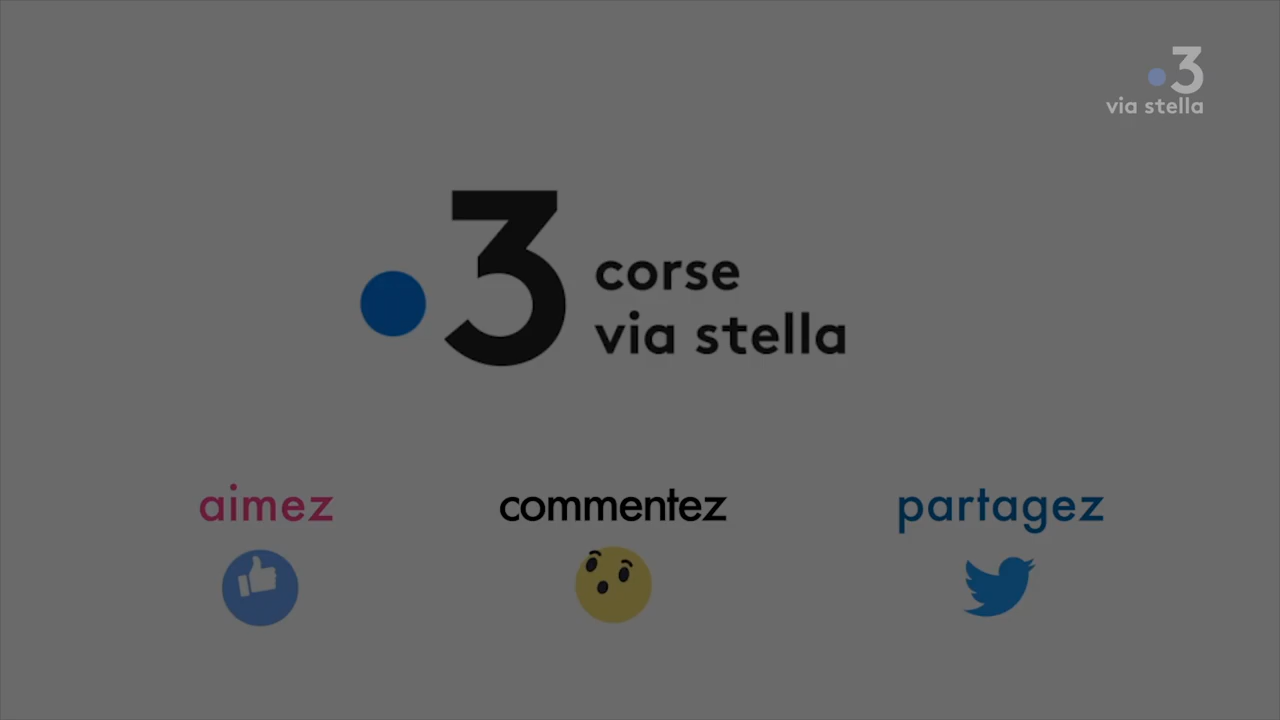 3
via stella
3
corse
via stella
aimez
commentez
partagez